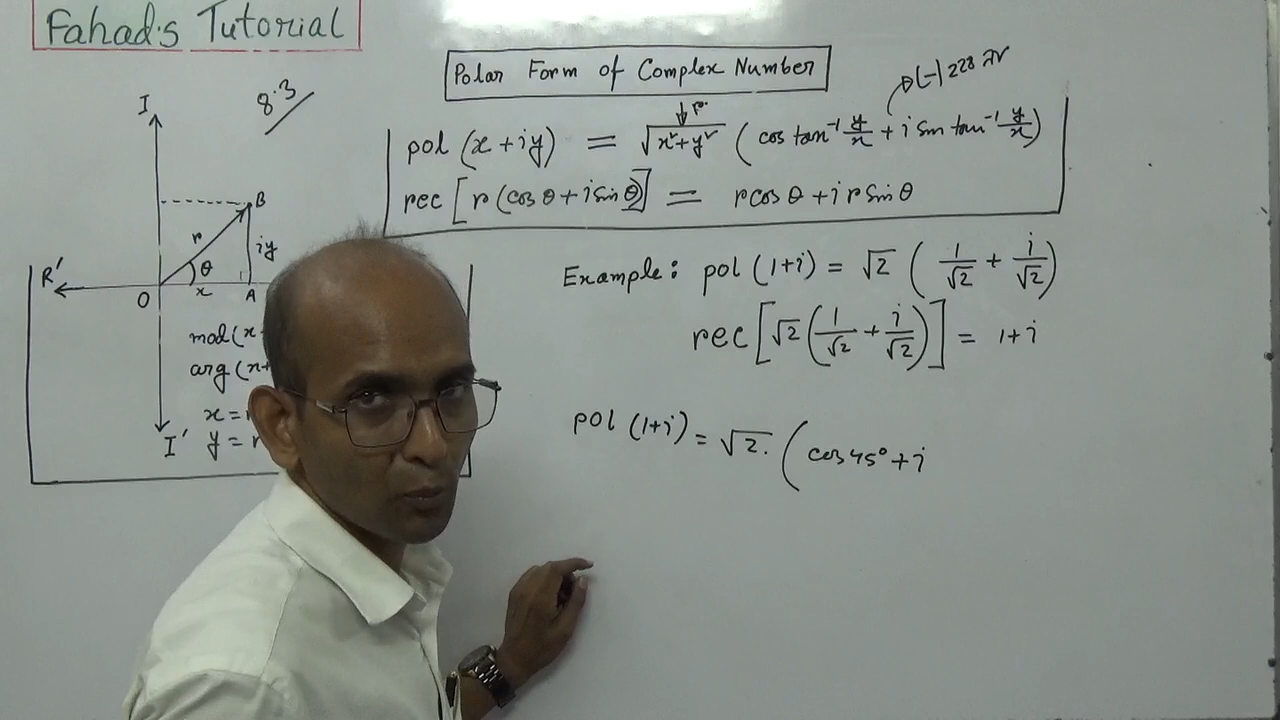 Fahad's Tutorial
8.3
Polar Form of Complex Number
r.
pol (x + iy) = √x²+y² ( cos tan⁻¹ y/x + i sin tan⁻¹ y/x )
rec [ r (cos θ + i sin θ) ] = r cos θ + i r sin θ
I
B
r
iy
θ
R'
O
x
A
mod (x
arg (x+
x =
I' y = r
Example: pol (1+i) = √2 ( 1/√2 + i/√2 )
rec [ √2 ( 1/√2 + i/√2 ) ] = 1+i
pol (1+i) = √2. ( cos 45° + i